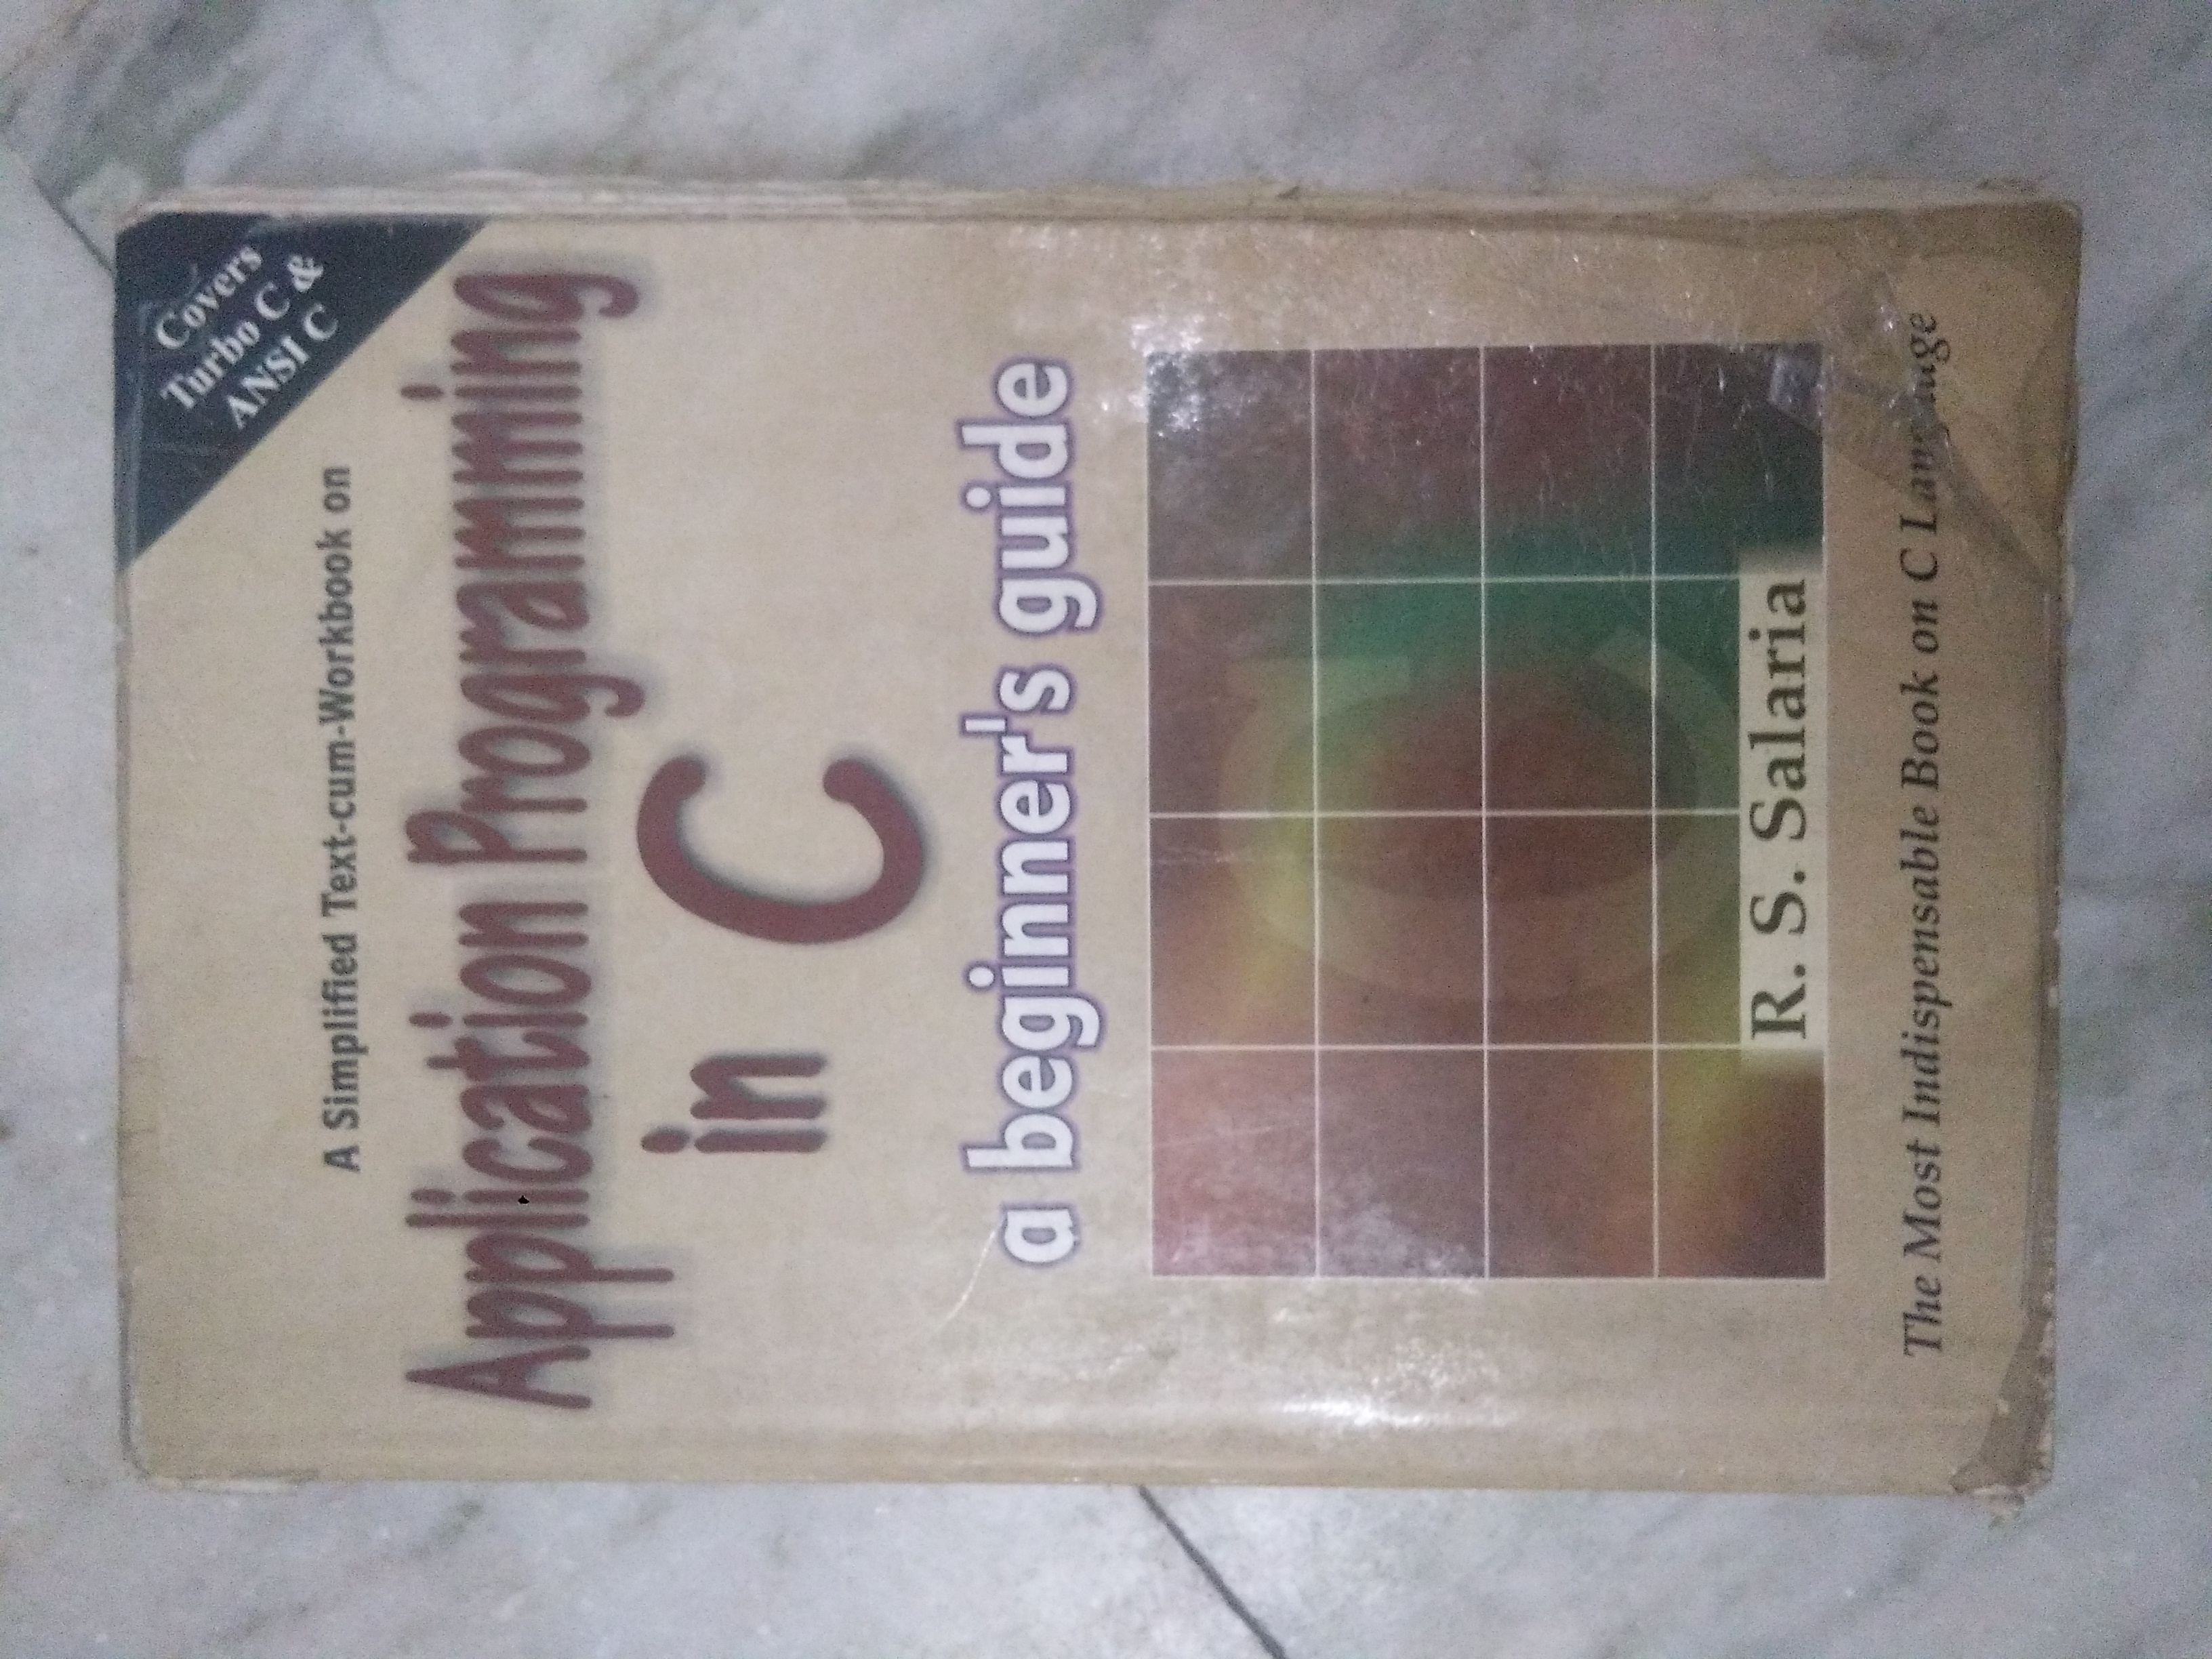 Covers
Turbo C &
ANSI C
A Simplified Text-cum-Workbook on
Application Programming
in C
a beginner's guide
R. S. Salaria
The Most Indispensable Book on C Language